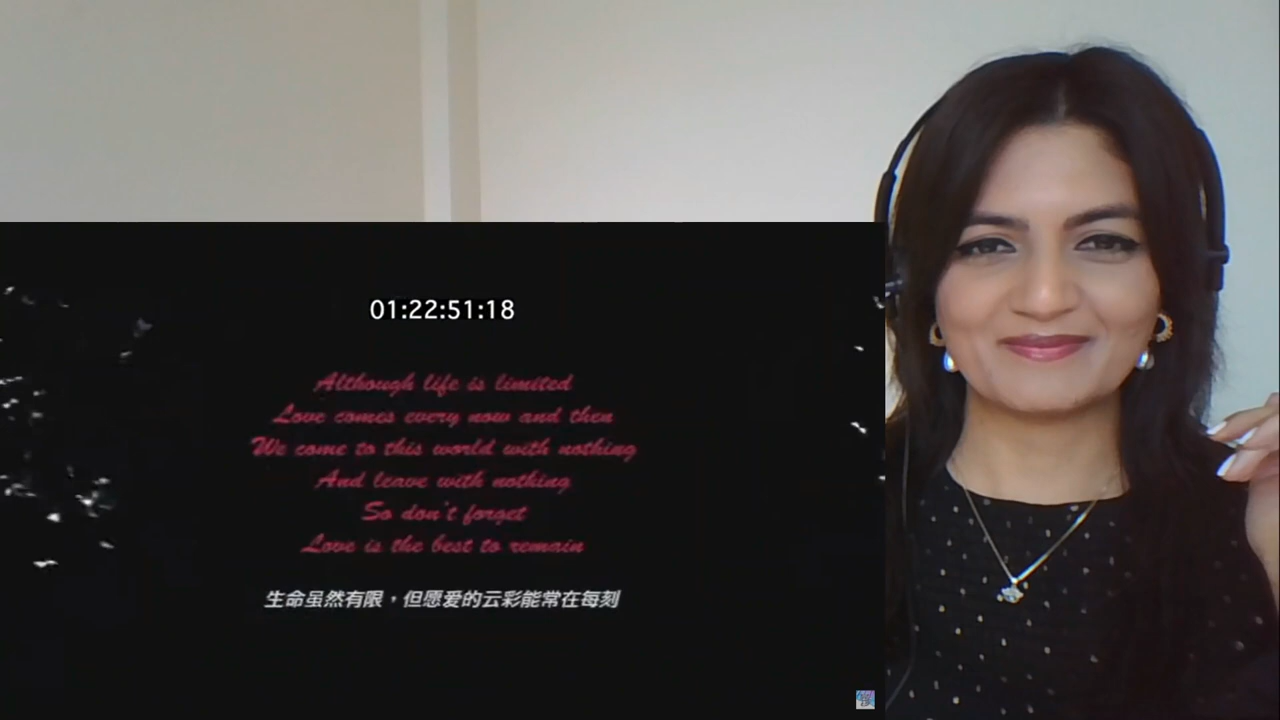 01:22:51:18
Although life is limited
Love comes every now and then
We come to this world with nothing
And leave with nothing
So don't forget
Love is the best to remain
生命虽然有限，但愿爱的云彩能常在每刻